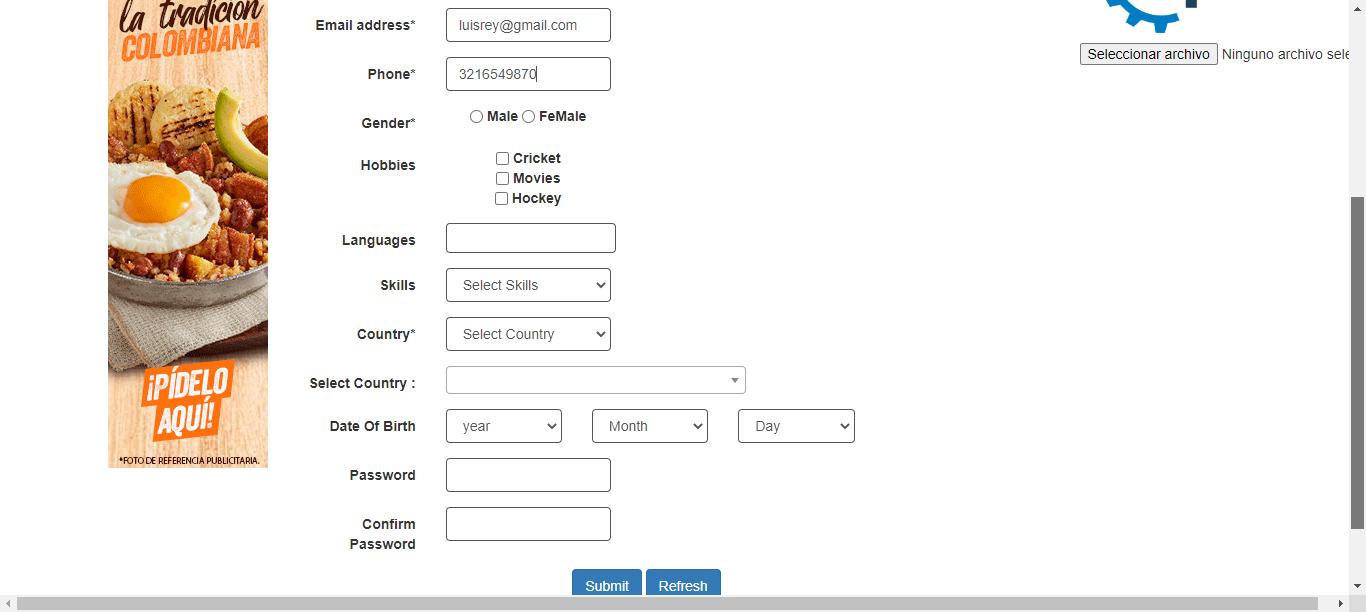 la tradición
COLOMBIANA
¡PÍDELO
AQUÍ!
*FOTO DE REFERENCIA PUBLICITARIA.
Email address*
luisrey@gmail.com
Phone*
3216549870
Gender*
Male FeMale
Hobbies
Cricket
Movies
Hockey
Languages
Skills
Select Skills
Country*
Select Country
Select Country :
Date Of Birth
year Month Day
Password
Confirm
Password
Submit Refresh
Seleccionar archivo Ninguno archivo sele